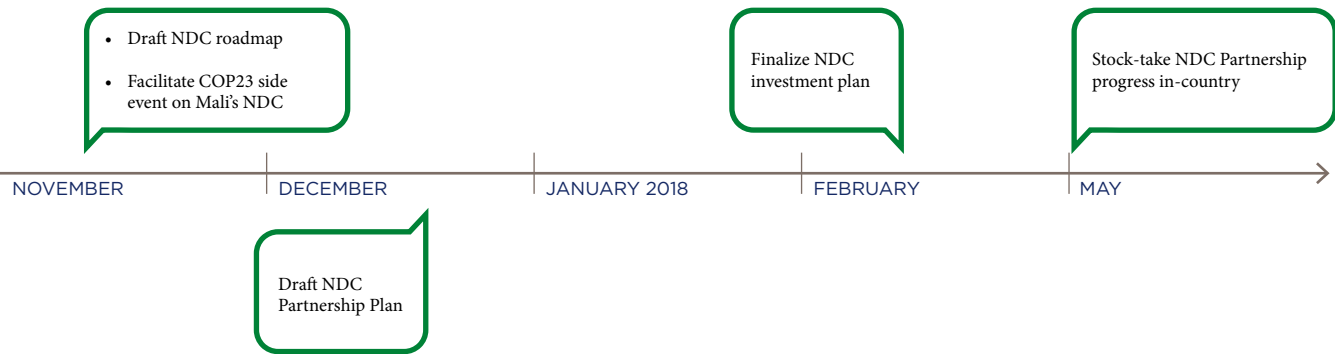 • Draft NDC roadmap
• Facilitate COP23 side
event on Mali’s NDC
Finalize NDC
investment plan
Stock-take NDC Partnership
progress in-country
NOVEMBER
DECEMBER
JANUARY 2018
FEBRUARY
MAY
Draft NDC
Partnership Plan